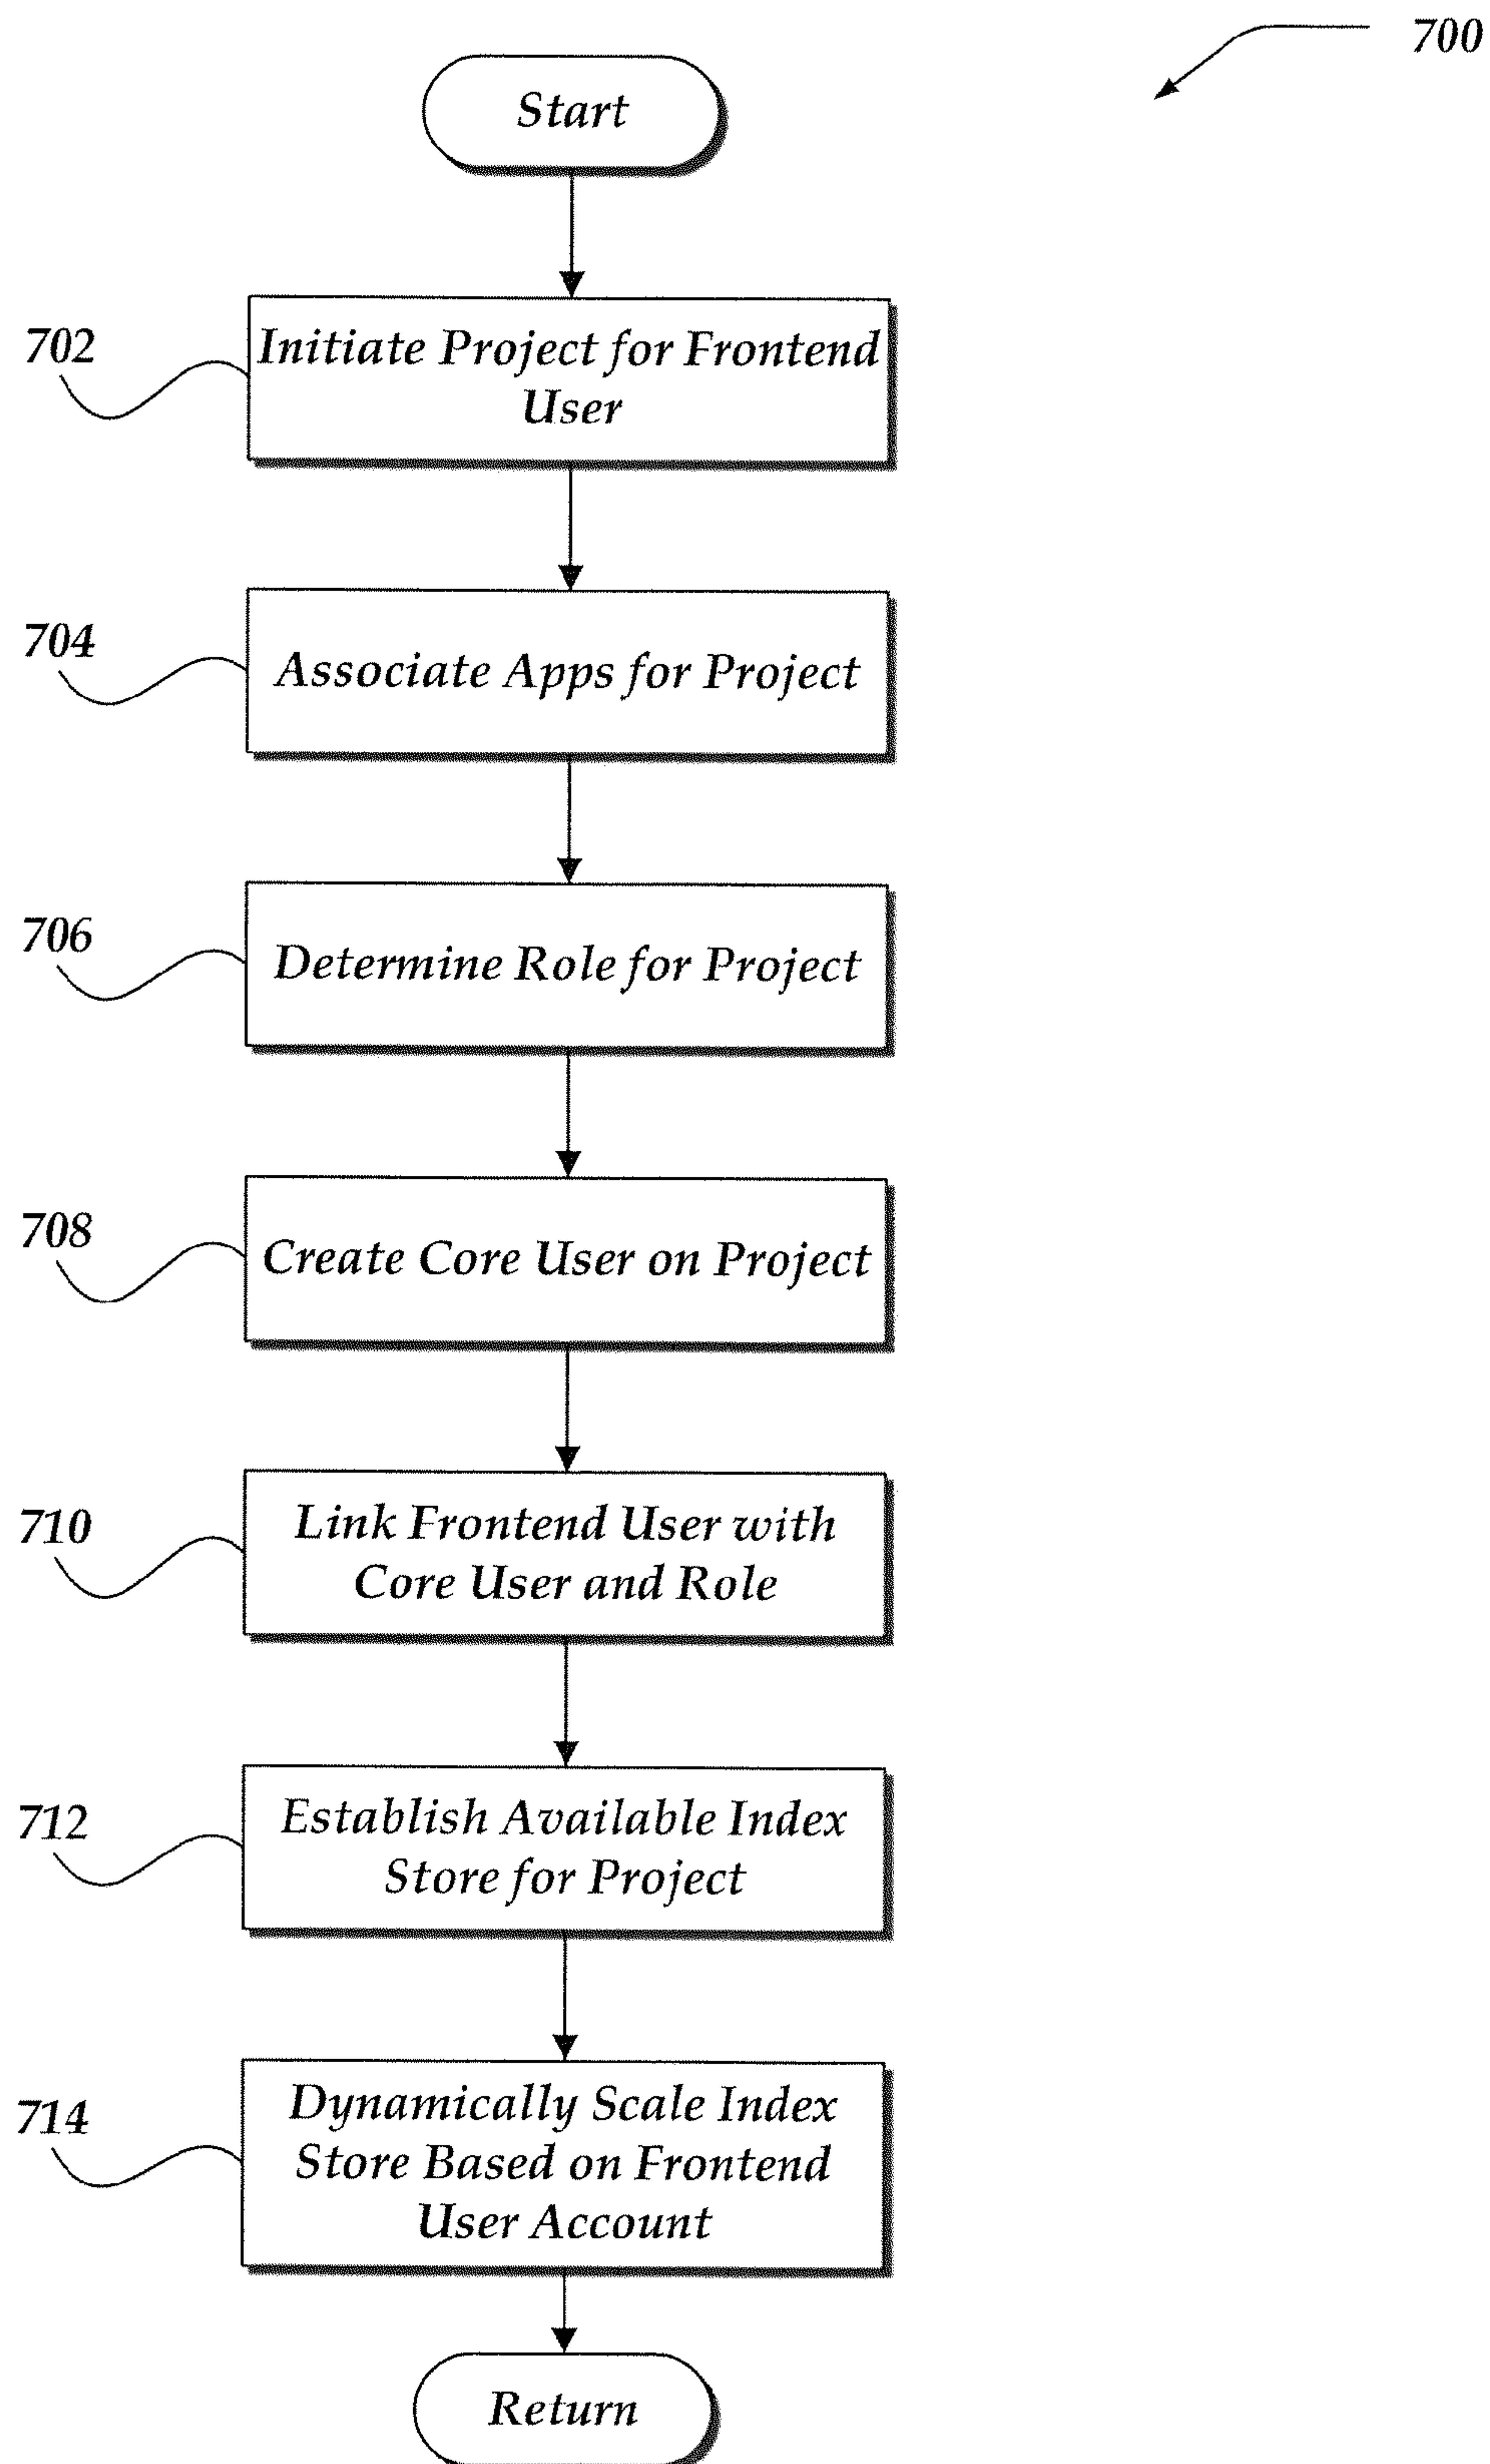 700
Start
702
Initiate Project for Frontend
User
704
Associate Apps for Project
706
Determine Role for Project
708
Create Core User on Project
710
Link Frontend User with
Core User and Role
712
Establish Available Index
Store for Project
714
Dynamically Scale Index
Store Based on Frontend
User Account
Return